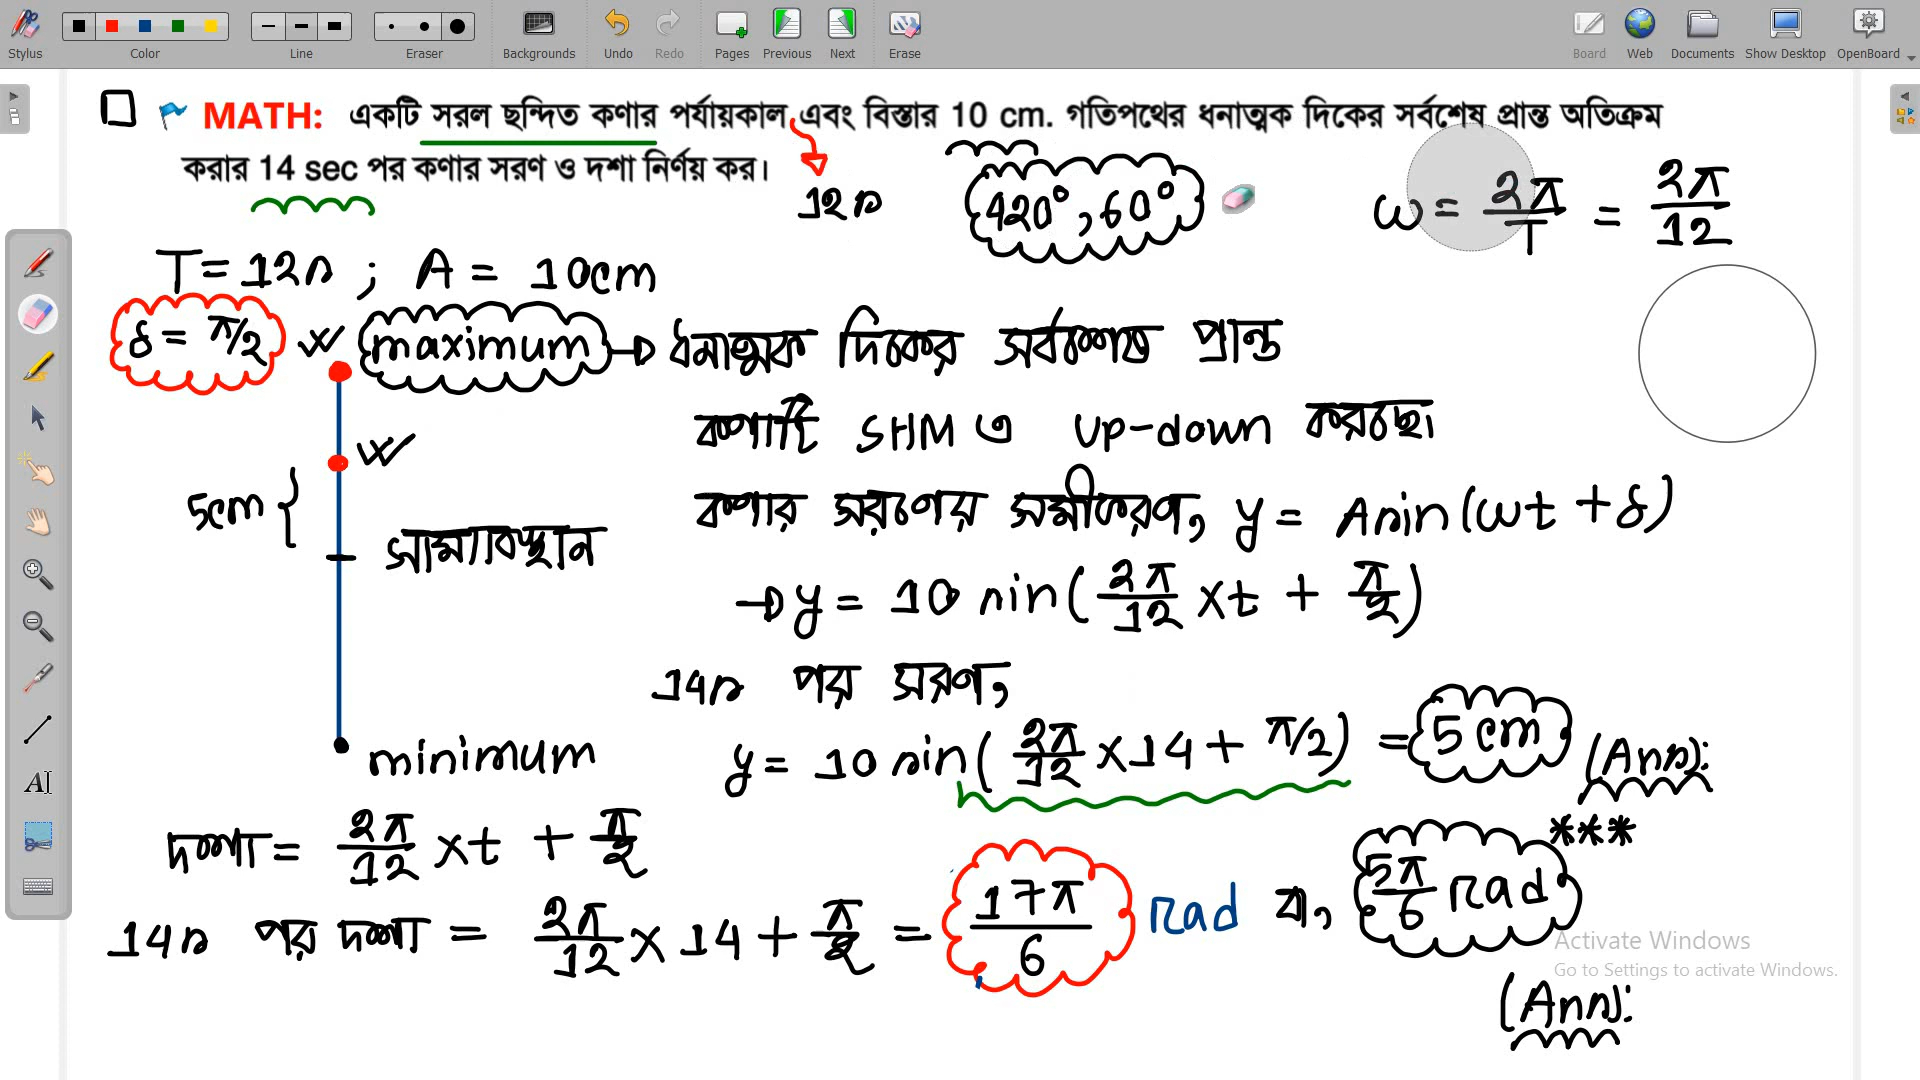 Stylus Color Line Eraser Backgrounds Undo Redo Pages Previous Next Erase Board Web Documents Show Desktop OpenBoard
MATH: একটি সরল ছন্দিত কণার পর্যায়কাল এবং বিস্তার 10 cm. গতিপথের ধনাত্মক দিকের সর্বশেষ প্রান্ত অতিক্রম
করার 14 sec পর কণার সরণ ও দশা নির্ণয় কর।
12s
420°, 60°
ω = 2π/T = 2π/12
T = 12s ; A = 10cm
δ = π/2 maximum → ধনাত্মক দিকের সর্বশেষ প্রান্ত
কণাটি SHM এ up-down করছে।
5cm { কণার সরণের সমীকরণ, y = A sin(ωt + δ)
সাম্যাবস্থান
→ y = 10 sin(2π/12 × t + π/2)
14s পর সরণ,
minimum
y = 10 sin(2π/12 × 14 + π/2) = 5 cm (Ans):
দশা = 2π/12 × t + π/2
***
14s পর দশা = 2π/12 × 14 + π/2 = 17π/6 rad বা, 5π/6 rad
(Ans):
Activate Windows
Go to Settings to activate Windows.